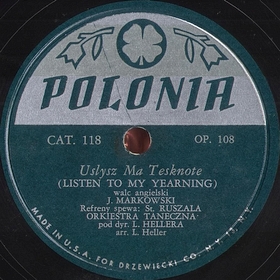 POLONIA
CAT. 118 OP. 108
Uslysz Ma Tesknote
(LISTEN TO MY YEARNING)
walc angielski
J. MARKOWSKI
Refreny spewa: St. RUSZALA
ORKIESTRA TANECZNA
pod dyr. L. HELLERA
arr. L. Heller
MADE IN U.S.A. FOR DRZEWIECKI CO. N.Y. 15, N.Y.